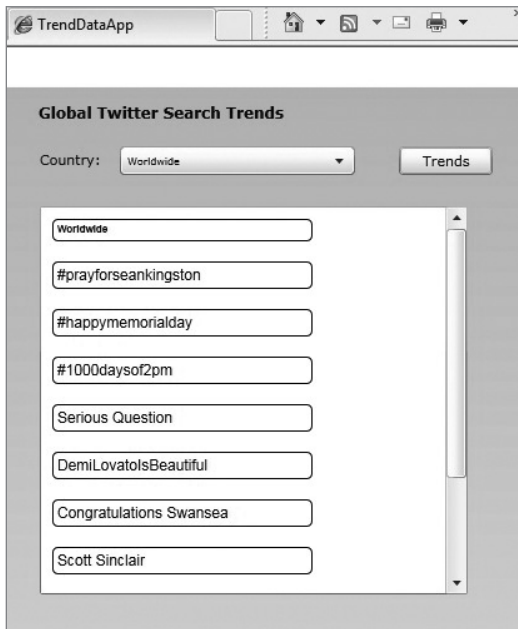 TrendDataApp
Global Twitter Search Trends
Country: Worldwide Trends
Worldwide
#prayforseankingston
#happymemorialday
#1000daysof2pm
Serious Question
DemiLovatoIsBeautiful
Congratulations Swansea
Scott Sinclair